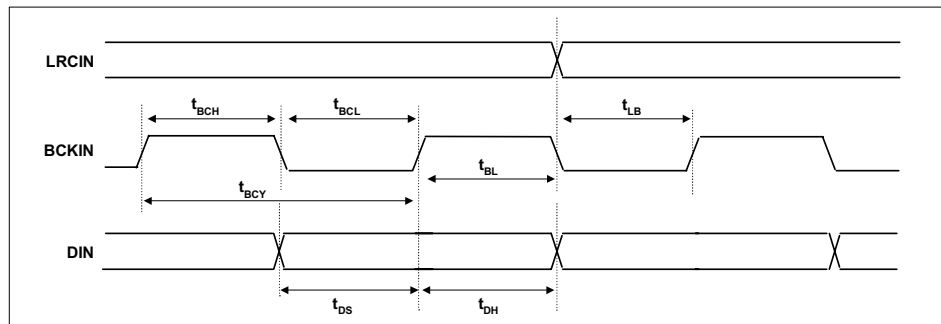 LRCIN
t_BCH t_BCL t_LB
BCKIN
t_BL
t_BCY
DIN
t_DS t_DH